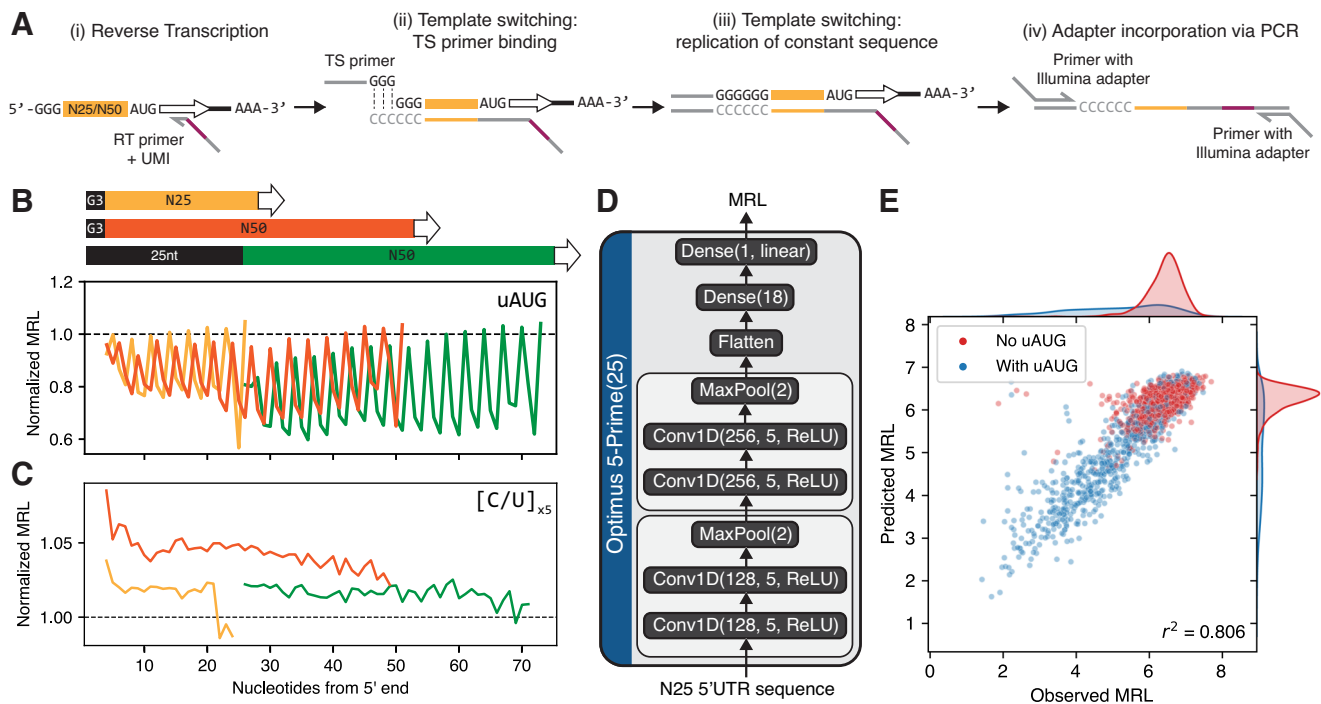 A
(i) Reverse Transcription
5'-GGG N25/N50 AUG AAA-3'
RT primer
+ UMI
(ii) Template switching:
TS primer binding
TS primer
GGG
GGG AUG AAA-3'
CCCCCC
(iii) Template switching:
replication of constant sequence
GGGGGG AUG AAA-3'
CCCCCC
(iv) Adapter incorporation via PCR
Primer with
Illumina adapter
CCCCCC
Primer with
Illumina adapter
B
G3 N25
G3 N50
25nt N50
uAUG
Normalized MRL
1.2
1.0
0.8
0.6
C
[C/U]x5
Normalized MRL
1.05
1.00
10 20 30 40 50 60 70
Nucleotides from 5' end
D
MRL
Optimus 5-Prime(25)
Dense(1, linear)
Dense(18)
Flatten
MaxPool(2)
Conv1D(256, 5, ReLU)
Conv1D(256, 5, ReLU)
MaxPool(2)
Conv1D(128, 5, ReLU)
Conv1D(128, 5, ReLU)
N25 5'UTR sequence
E
No uAUG
With uAUG
Predicted MRL
8
7
6
5
4
3
2
1
r² = 0.806
0 2 4 6 8
Observed MRL